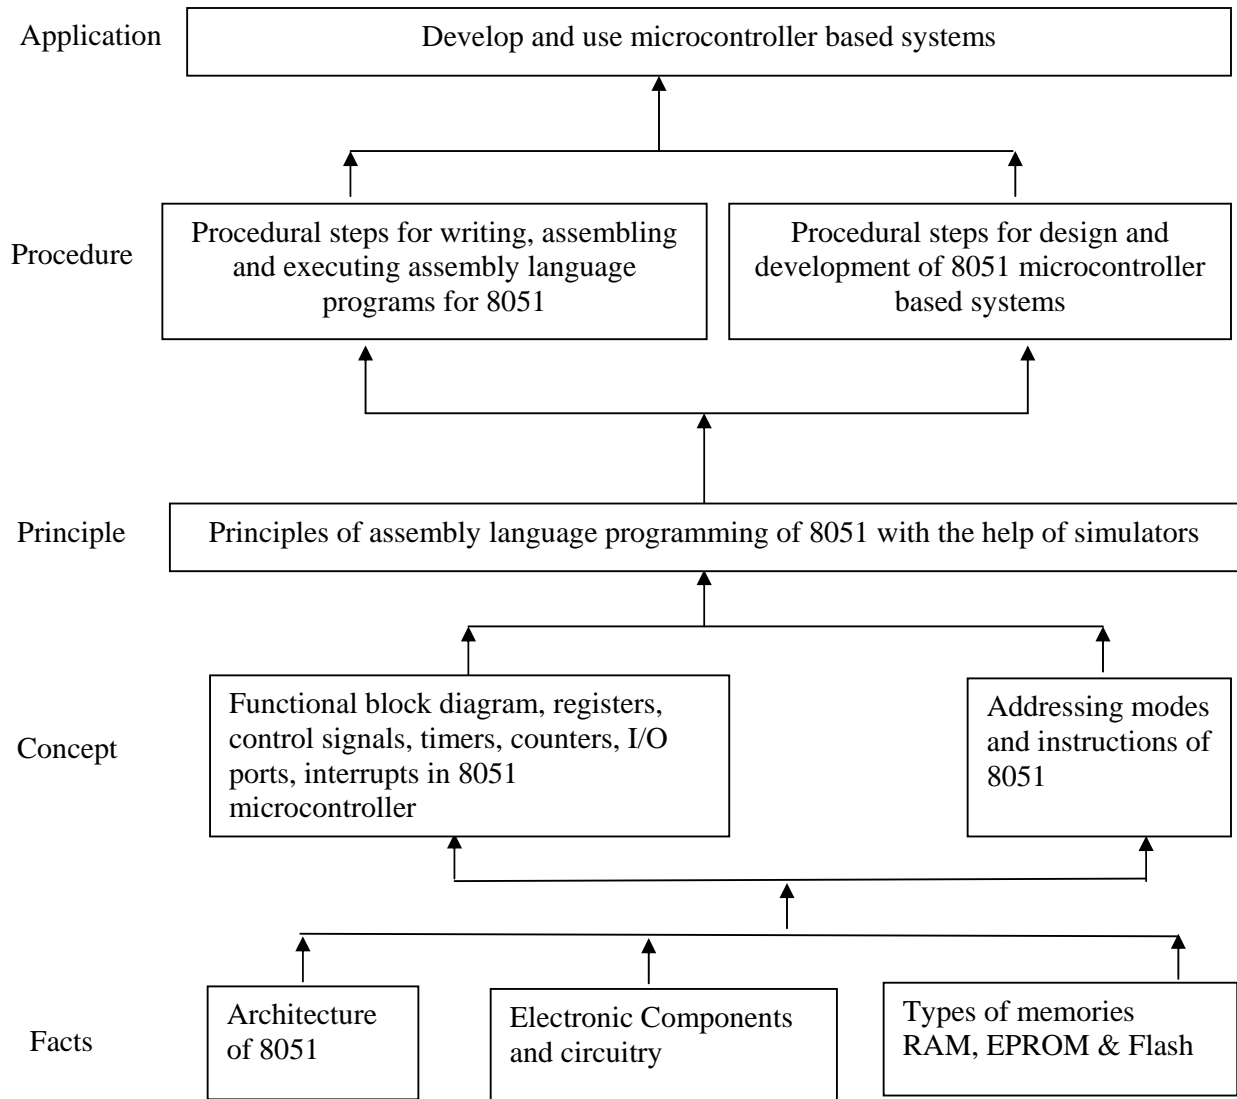 Application
Develop and use microcontroller based systems
Procedure
Procedural steps for writing, assembling
and executing assembly language
programs for 8051
Procedural steps for design and
development of 8051 microcontroller
based systems
Principle
Principles of assembly language programming of 8051 with the help of simulators
Concept
Functional block diagram, registers,
control signals, timers, counters, I/O
ports, interrupts in 8051
microcontroller
Addressing modes
and instructions of
8051
Facts
Architecture
of 8051
Electronic Components
and circuitry
Types of memories
RAM, EPROM & Flash